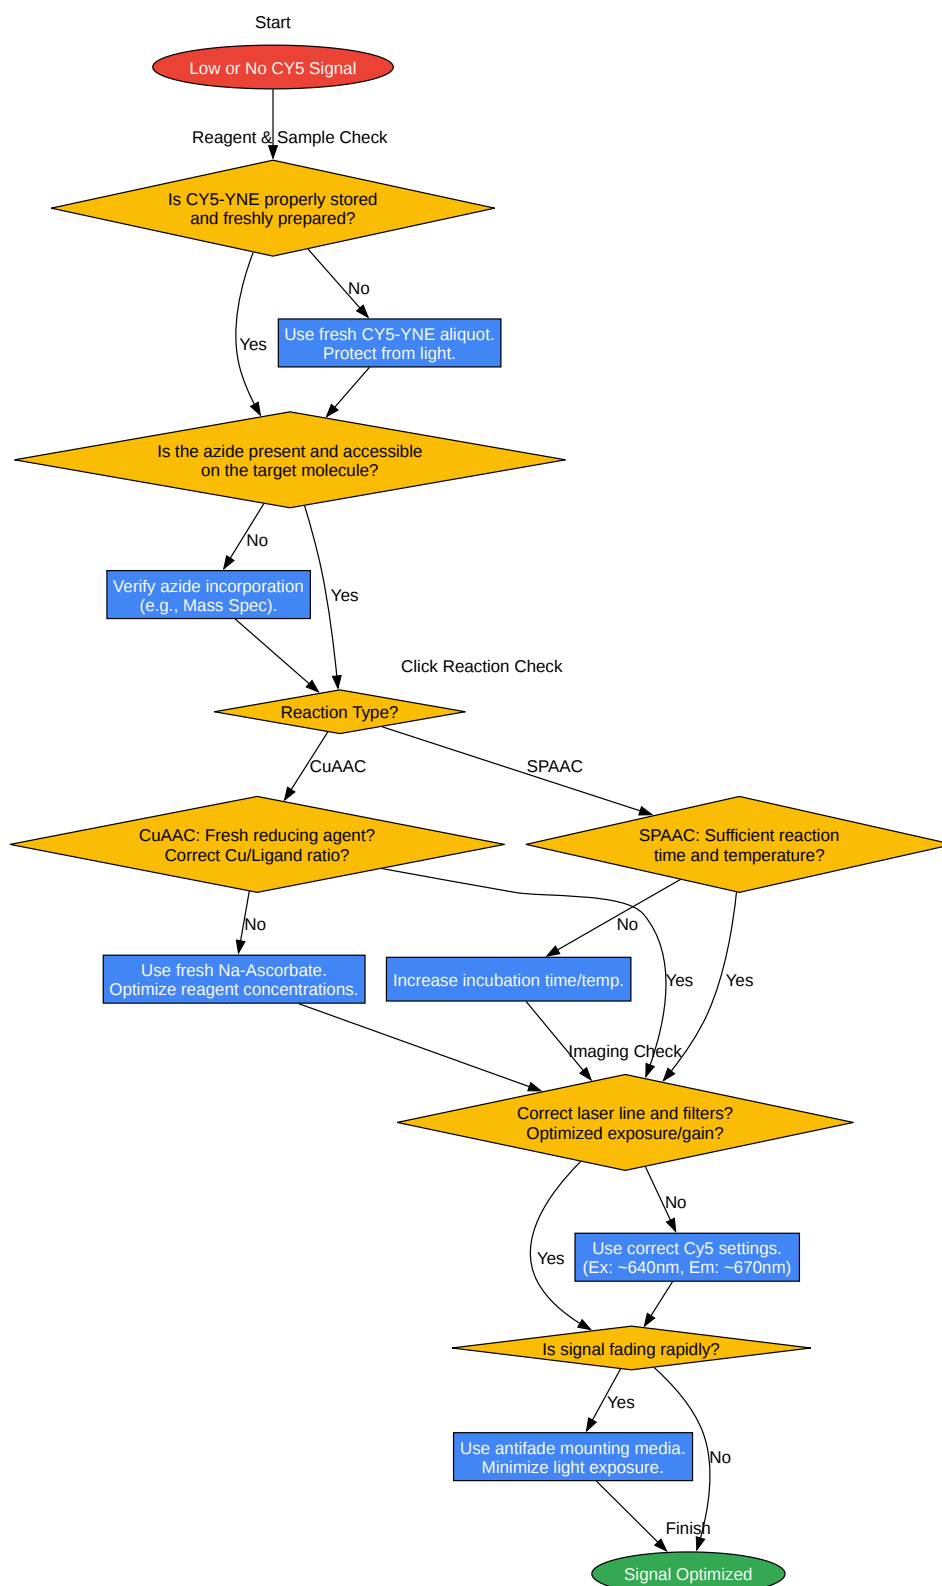 Start
Low or No CY5 Signal
Reagent & Sample Check
Is CY5-YNE properly stored
and freshly prepared?
No
Yes
Use fresh CY5-YNE aliquot.
Protect from light.
Is the azide present and accessible
on the target molecule?
No
Verify azide incorporation
(e.g., Mass Spec).
Yes
Click Reaction Check
Reaction Type?
CuAAC
SPAAC
CuAAC: Fresh reducing agent?
Correct Cu/Ligand ratio?
SPAAC: Sufficient reaction
time and temperature?
No
No
Use fresh Na-Ascorbate.
Optimize reagent concentrations.
Increase incubation time/temp.
Yes
Yes
Imaging Check
Correct laser line and filters?
Optimized exposure/gain?
No
Yes
Use correct Cy5 settings.
(Ex: ~640nm, Em: ~670nm)
Is signal fading rapidly?
Yes
Use antifade mounting media.
Minimize light exposure.
No
Finish
Signal Optimized